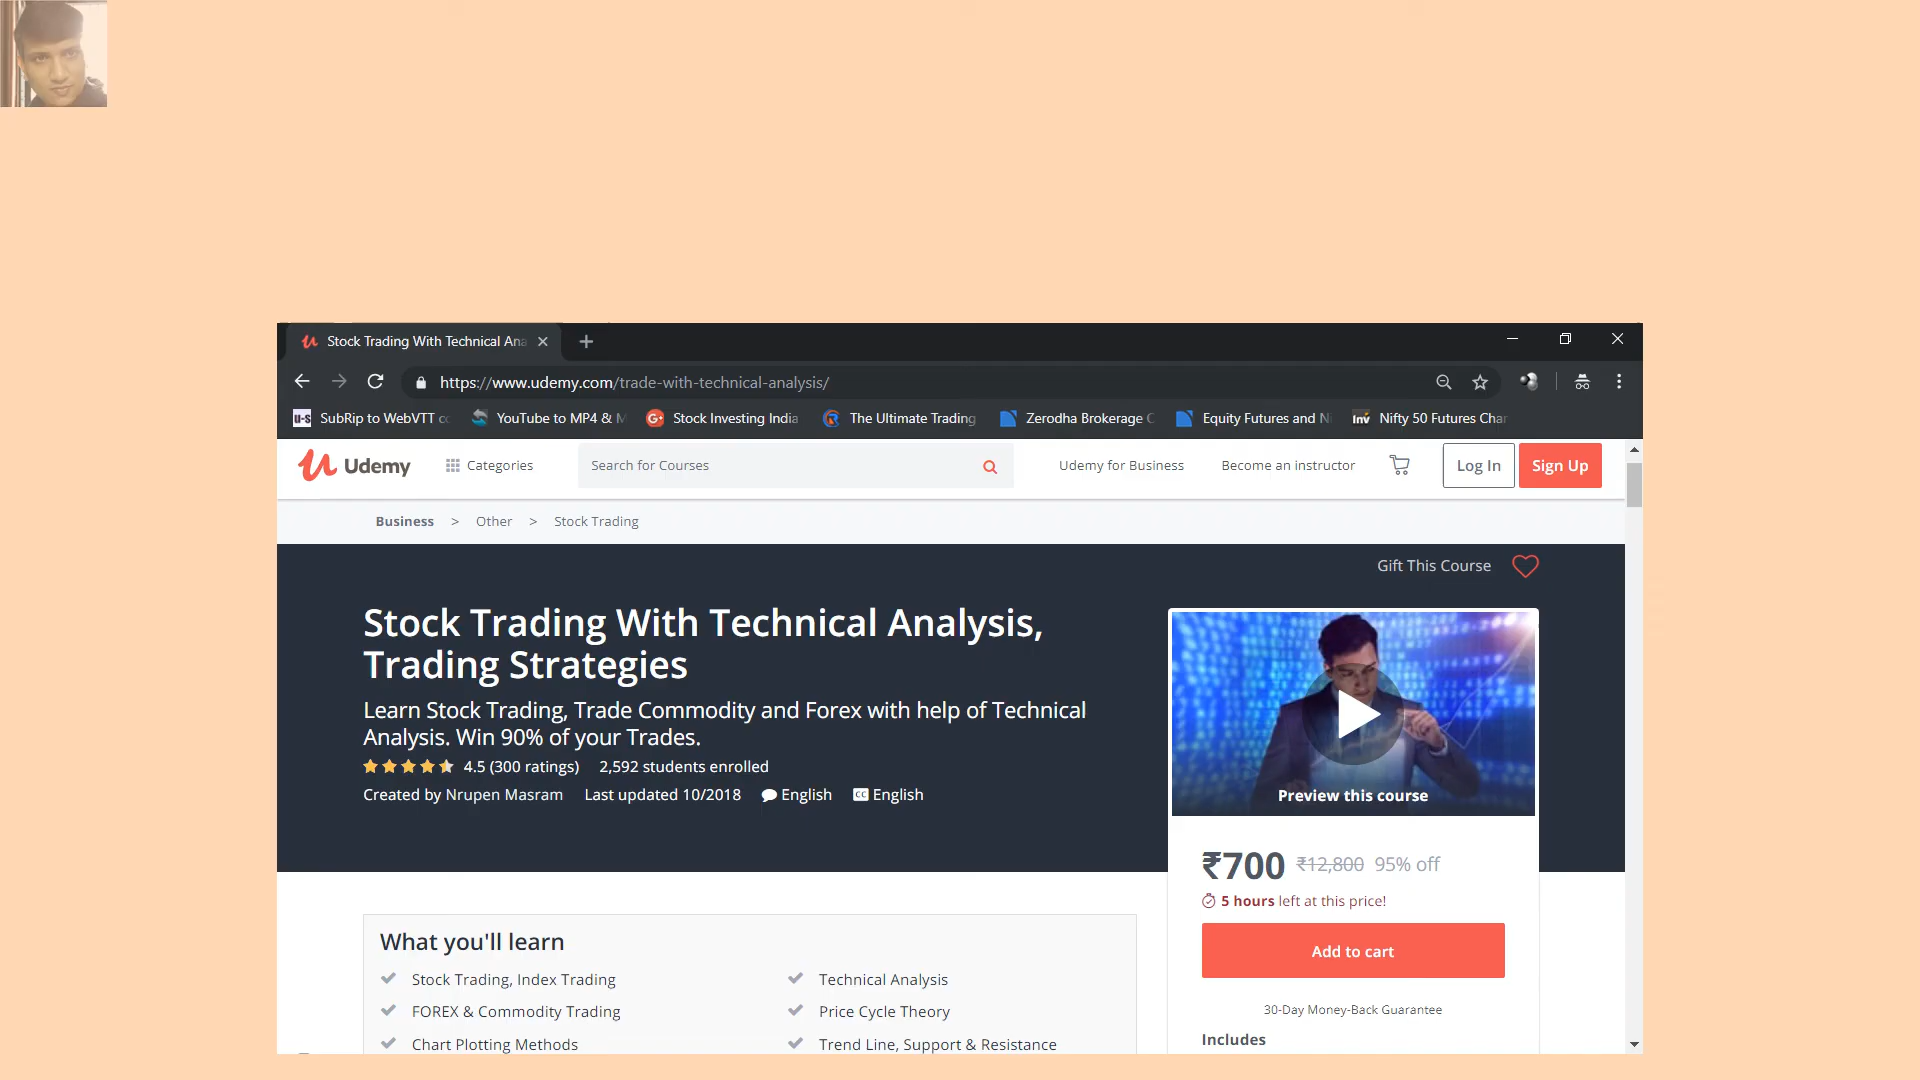 Stock Trading With Technical Ana
https://www.udemy.com/trade-with-technical-analysis/
U-S SubRip to WebVTT co YouTube to MP4 & M G+ Stock Investing India The Ultimate Trading Zerodha Brokerage C Equity Futures and Ni inv Nifty 50 Futures Char
Udemy Categories Search for Courses Udemy for Business Become an instructor Log In Sign Up
Business > Other > Stock Trading
Gift This Course
Stock Trading With Technical Analysis,
Trading Strategies
Learn Stock Trading, Trade Commodity and Forex with help of Technical
Analysis. Win 90% of your Trades.
4.5 (300 ratings) 2,592 students enrolled
Created by Nrupen Masram Last updated 10/2018 English CC English
Preview this course
₹700 ₹12,800 95% off
5 hours left at this price!
Add to cart
30-Day Money-Back Guarantee
Includes
What you'll learn
Stock Trading, Index Trading
FOREX & Commodity Trading
Chart Plotting Methods
Technical Analysis
Price Cycle Theory
Trend Line, Support & Resistance